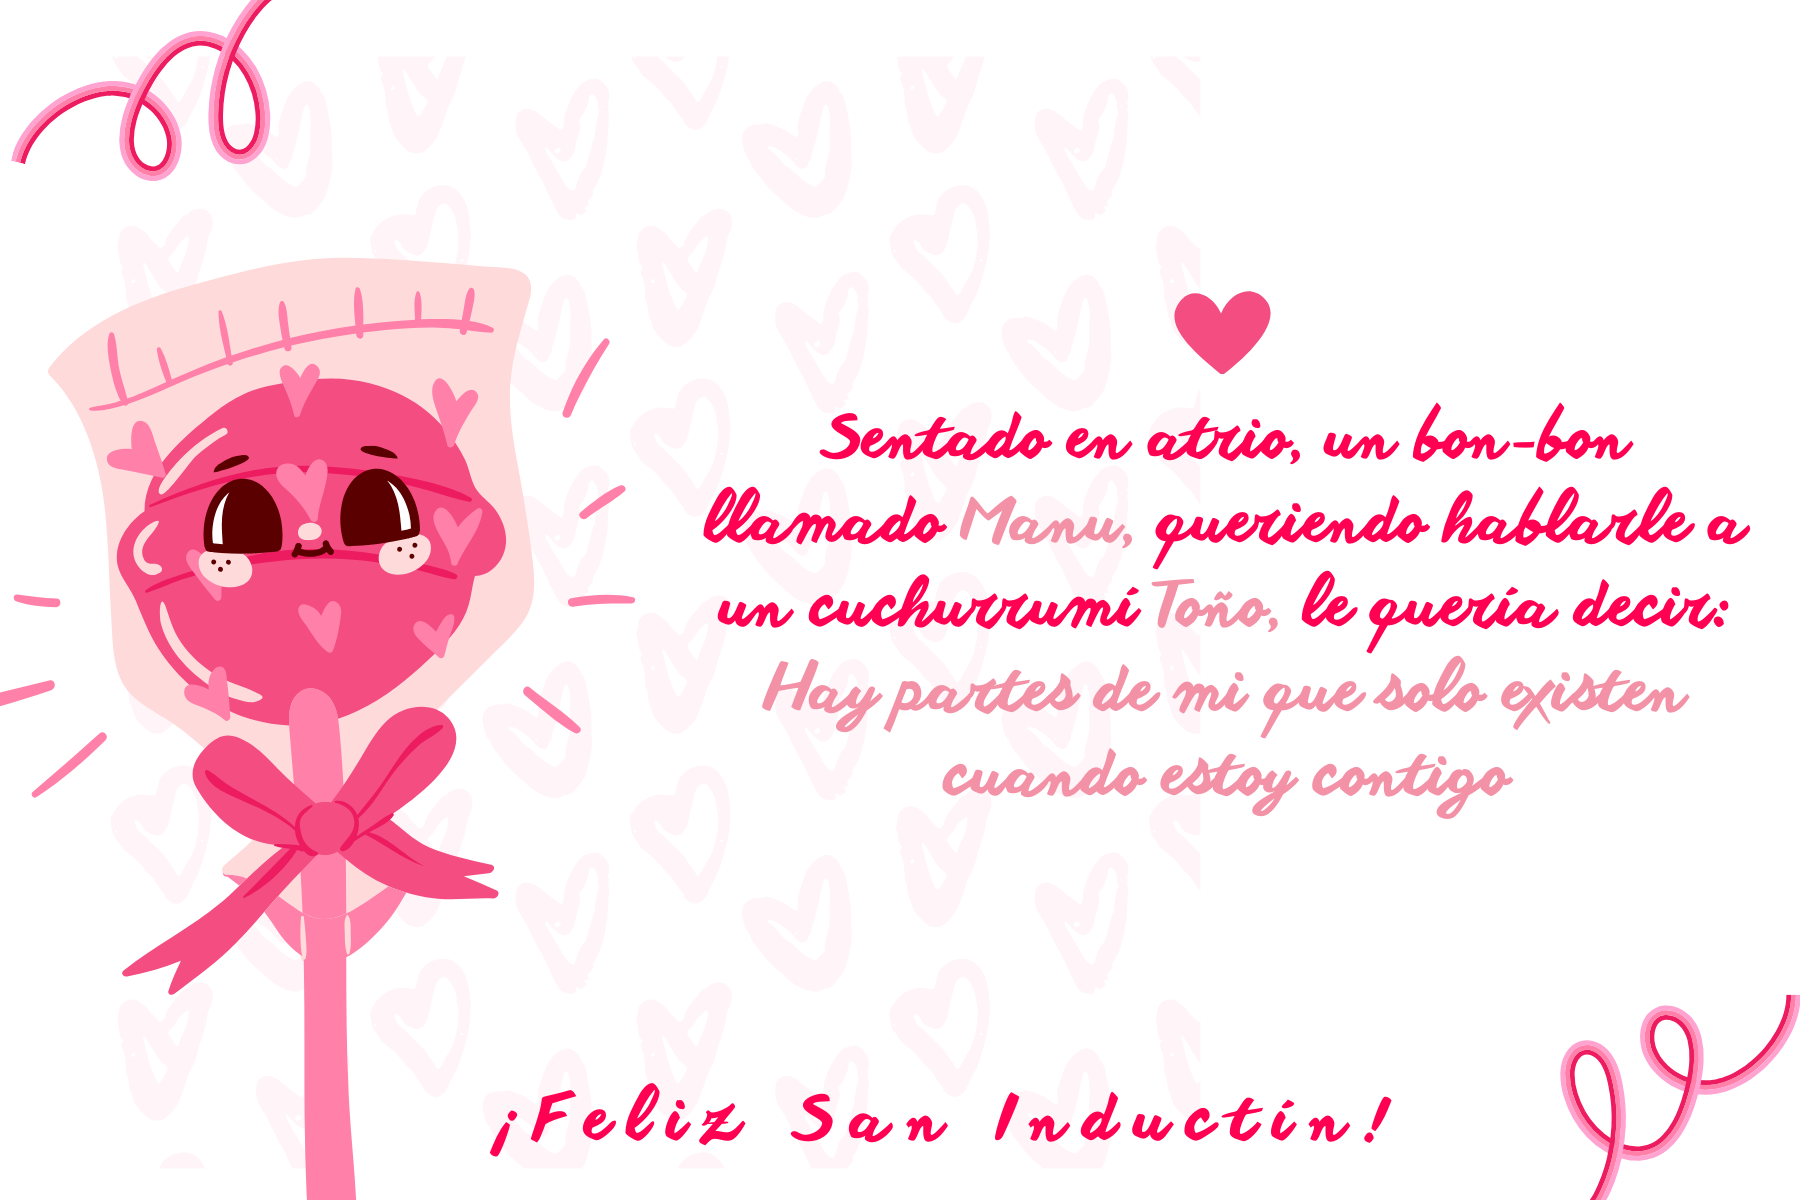 Sentado en atrio, un bon-bon
llamado Manu, queriendo hablarle a
un cuchurrumí Toño, le quería decir:
Hay partes de mi que solo existen
cuando estoy contigo
¡Feliz San Inductín!